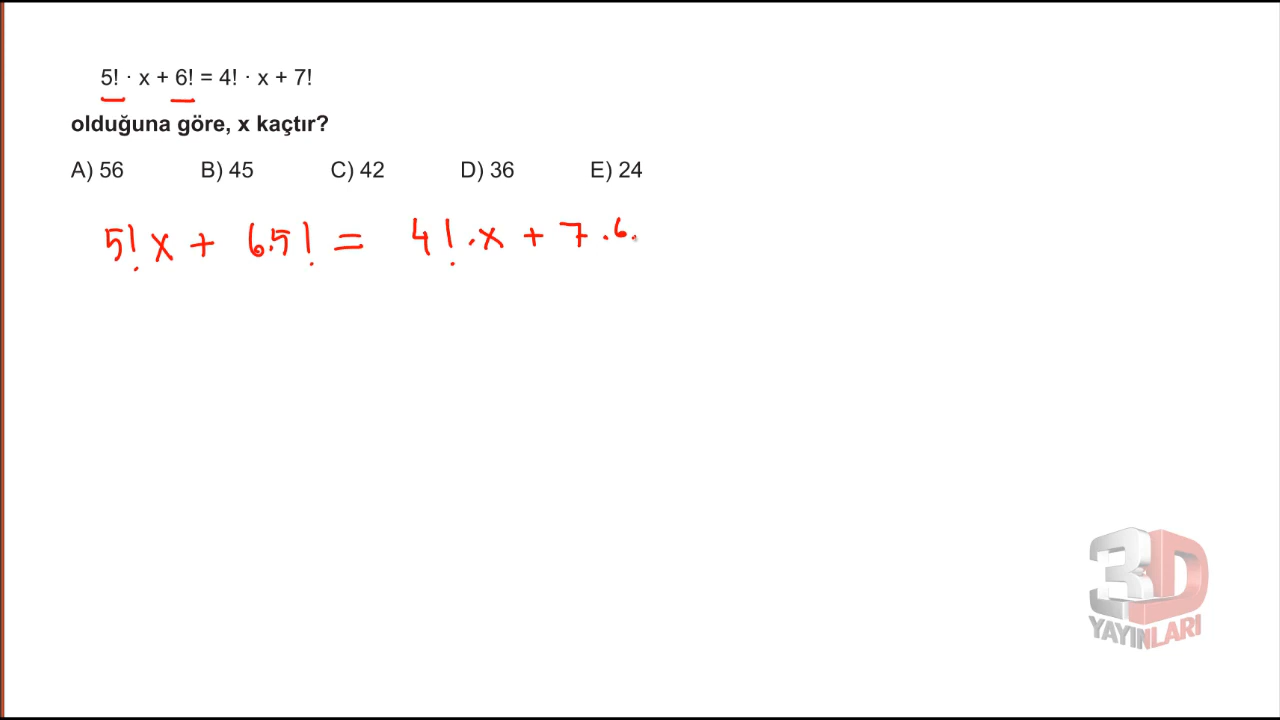 5! · x + 6! = 4! · x + 7!
olduğuna göre, x kaçtır?
A) 56 B) 45 C) 42 D) 36 E) 24
5! x + 6.5! = 4! . x + 7 . 6.
3D
YAYINLARI